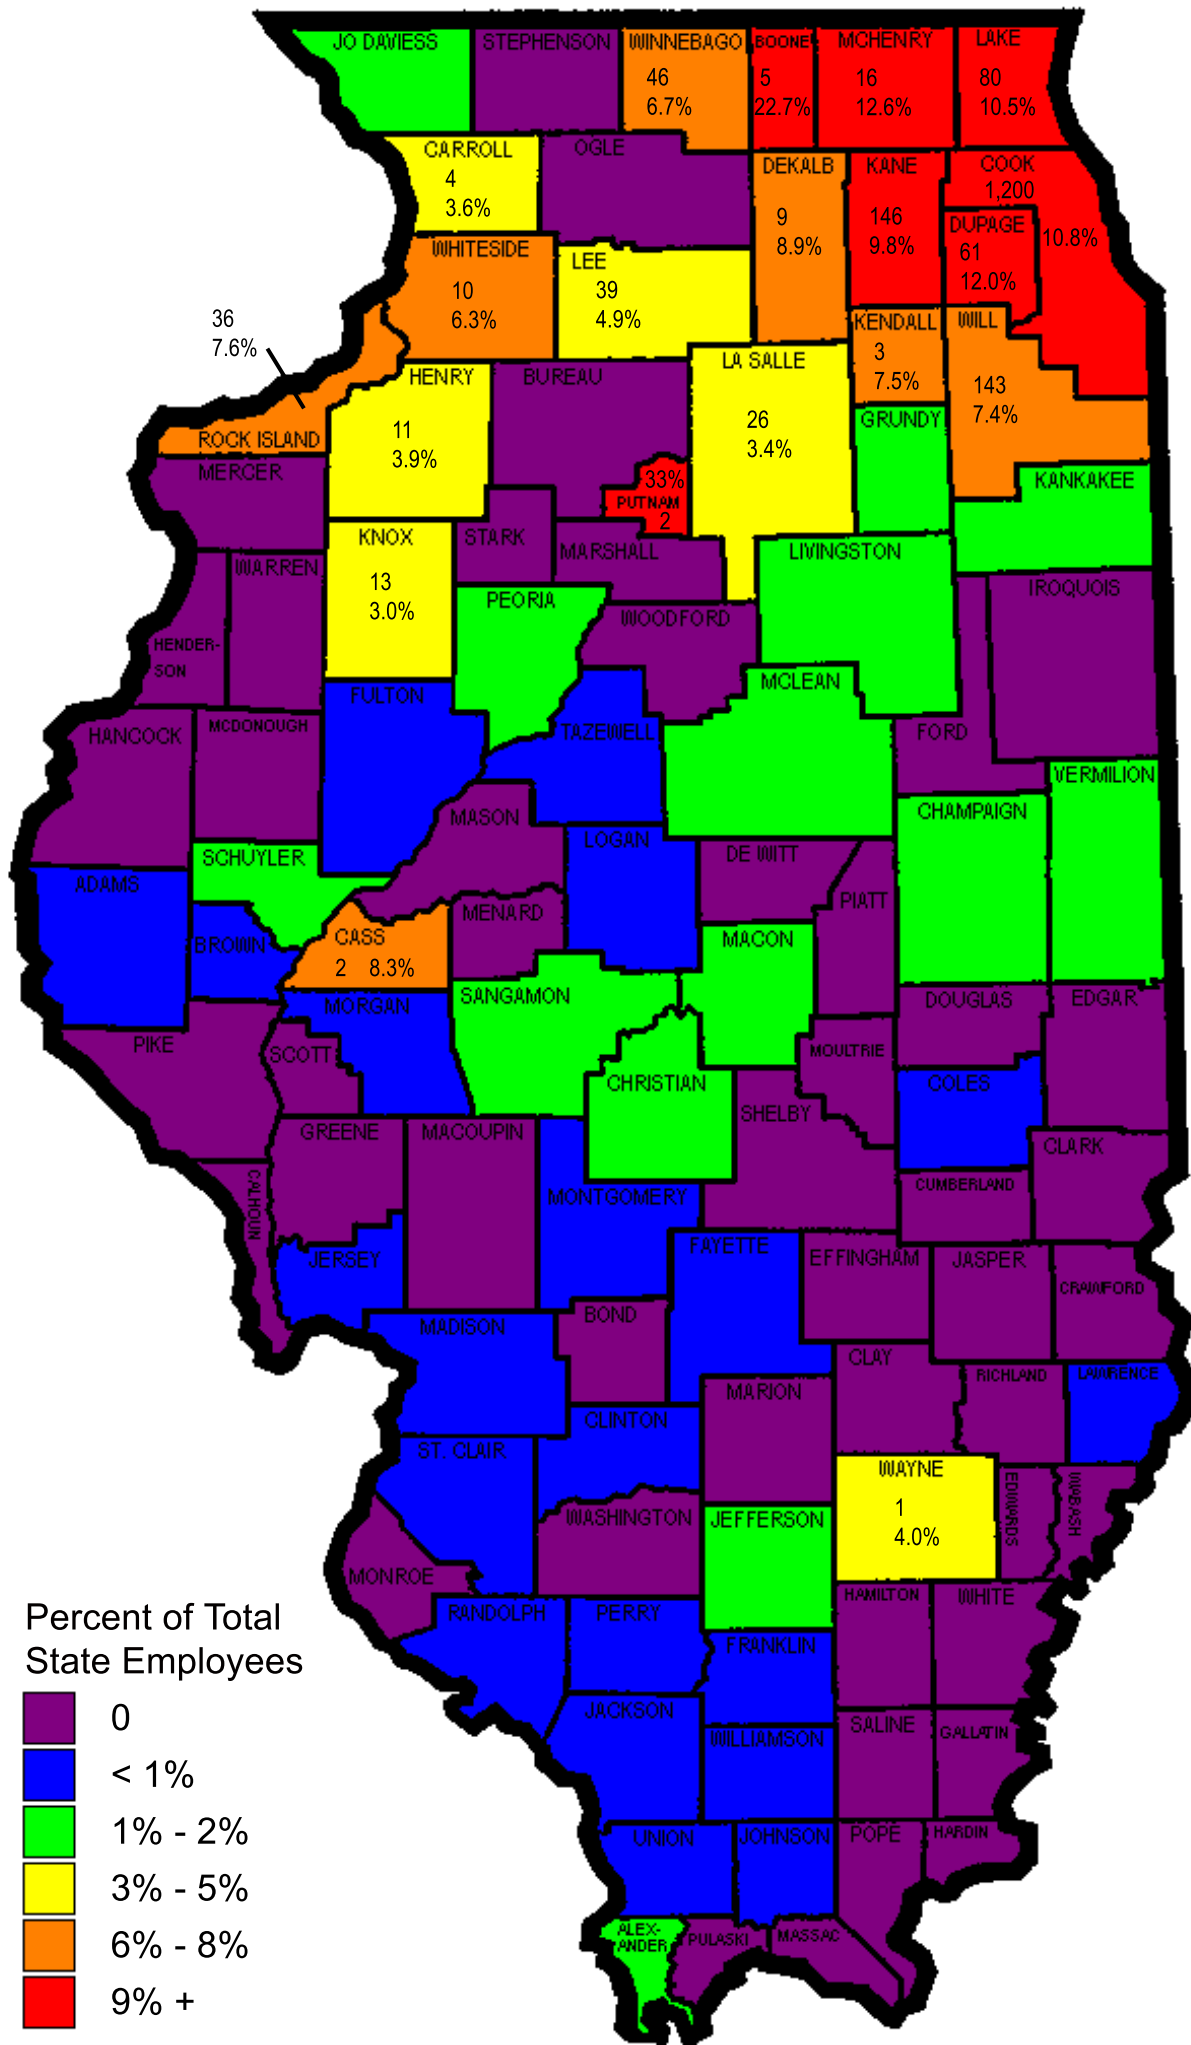 JO DAVIESS
STEPHENSON
WINNEBAGO
46
6.7%
BOONE
5
22.7%
MCHENRY
16
12.6%
LAKE
80
10.5%
CARROLL
4
3.6%
OGLE
DEKALB
9
8.9%
KANE
146
9.8%
COOK
1,200
10.8%
DUPAGE
61
12.0%
WHITESIDE
10
6.3%
LEE
39
4.9%
36
7.6%
ROCK ISLAND
HENRY
11
3.9%
BUREAU
LA SALLE
26
3.4%
KENDALL
3
7.5%
WILL
143
7.4%
GRUNDY
MERCER
33%
PUTNAM
2
KANKAKEE
KNOX
13
3.0%
STARK
MARSHALL
LIVINGSTON
WARREN
HENDER-
SON
PEORIA
WOODFORD
IROQUOIS
FULTON
MCLEAN
HANCOCK
MCDONOUGH
TAZEWELL
FORD
VERMILION
MASON
CHAMPAIGN
SCHUYLER
LOGAN
DE WITT
ADAMS
PIATT
BROWN
CASS
2 8.3%
MENARD
MACON
MORGAN
SANGAMON
DOUGLAS
EDGAR
PIKE
SCOTT
MOULTRIE
CHRISTIAN
COLES
SHELBY
GREENE
MACOUPIN
CLARK
CALHOUN
MONTGOMERY
CUMBERLAND
JERSEY
FAYETTE
EFFINGHAM
JASPER
CRAWFORD
MADISON
BOND
CLAY
RICHLAND
LAWRENCE
MARION
CLINTON
ST. CLAIR
WAYNE
1
4.0%
EDWARDS
WABASH
WASHINGTON
JEFFERSON
MONROE
HAMILTON
WHITE
RANDOLPH
PERRY
FRANKLIN
JACKSON
WILLIAMSON
SALINE
GALLATIN
UNION
JOHNSON
POPE
HARDIN
ALEX-
ANDER
PULASKI
MASSAC
Percent of Total
State Employees
0
< 1%
1% - 2%
3% - 5%
6% - 8%
9% +